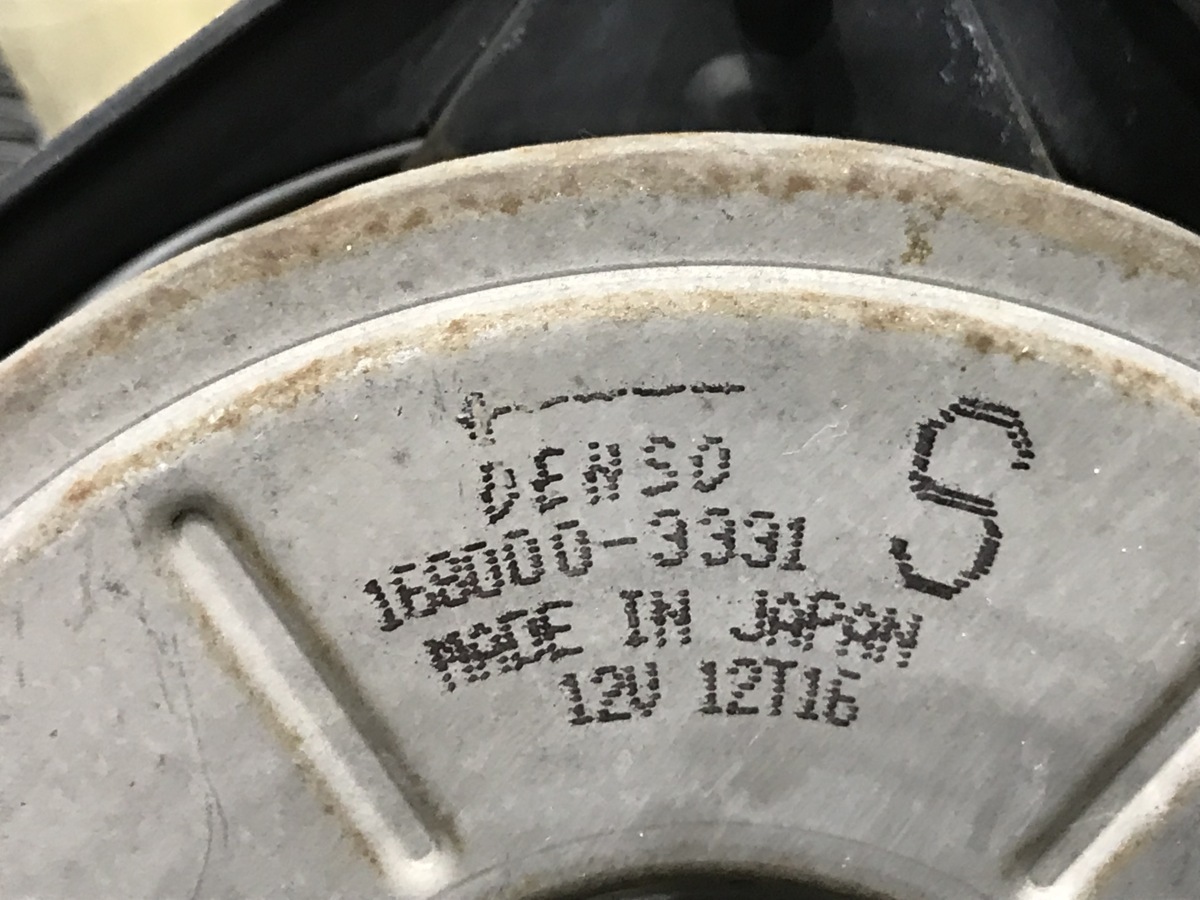 DENSO
168000-3331
MADE IN JAPAN
12V 12T16
S